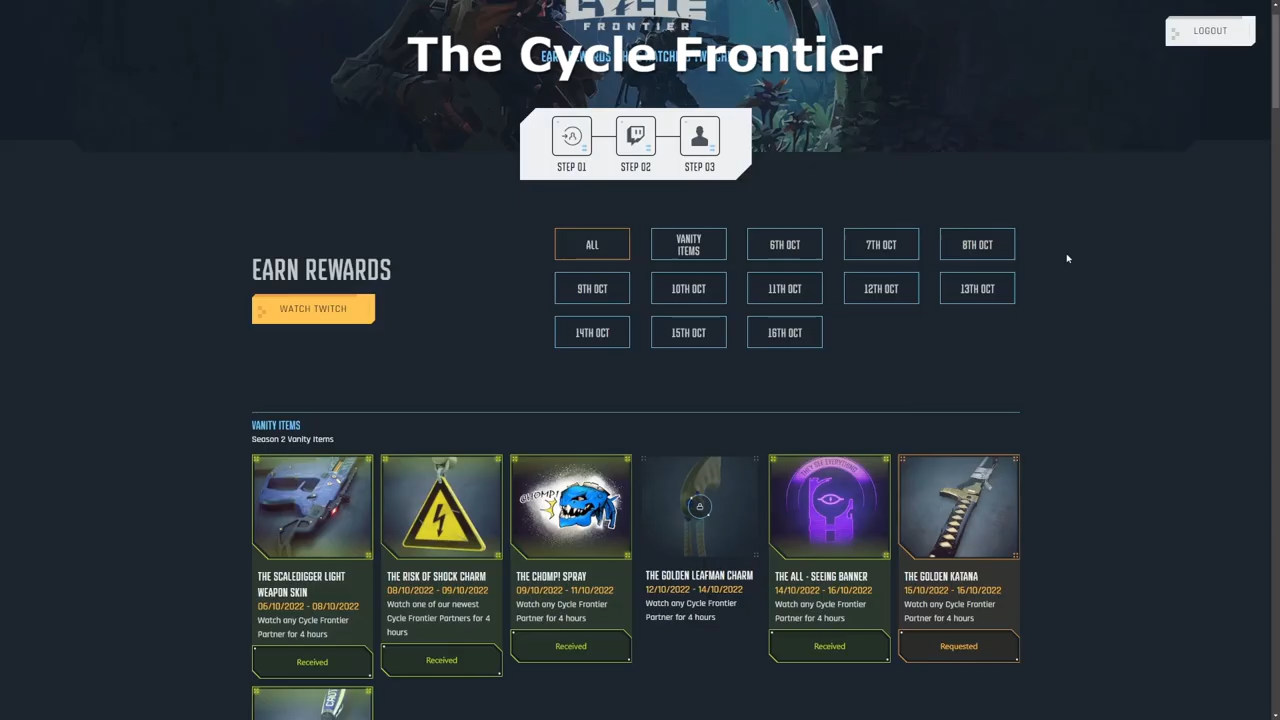 CYCLE
FRONTIER
LOGOUT
The Cycle Frontier
STEP 01
STEP 02
STEP 03
EARN REWARDS
WATCH TWITCH
ALL
VANITY
ITEMS
6TH OCT
7TH OCT
8TH OCT
9TH OCT
10TH OCT
11TH OCT
12TH OCT
13TH OCT
14TH OCT
15TH OCT
16TH OCT
VANITY ITEMS
Season 2 Vanity Items
THE SCALEDIGGER LIGHT
WEAPON SKIN
06/10/2022 - 08/10/2022
Watch any Cycle Frontier
Partner for 4 hours
Received
THE RISK OF SHOCK CHARM
08/10/2022 - 09/10/2022
Watch one of our newest
Cycle Frontier Partners for 4
hours
Received
CHOMP!
THE CHOMP! SPRAY
09/10/2022 - 11/10/2022
Watch any Cycle Frontier
Partner for 4 hours
Received
THE GOLDEN LEAFMAN CHARM
12/10/2022 - 14/10/2022
Watch any Cycle Frontier
Partner for 4 hours
THEY SEE EVERYTHING
THE ALL - SEEING BANNER
14/10/2022 - 16/10/2022
Watch any Cycle Frontier
Partner for 4 hours
Received
THE GOLDEN KATANA
15/10/2022 - 16/10/2022
Watch any Cycle Frontier
Partner for 4 hours
Requested